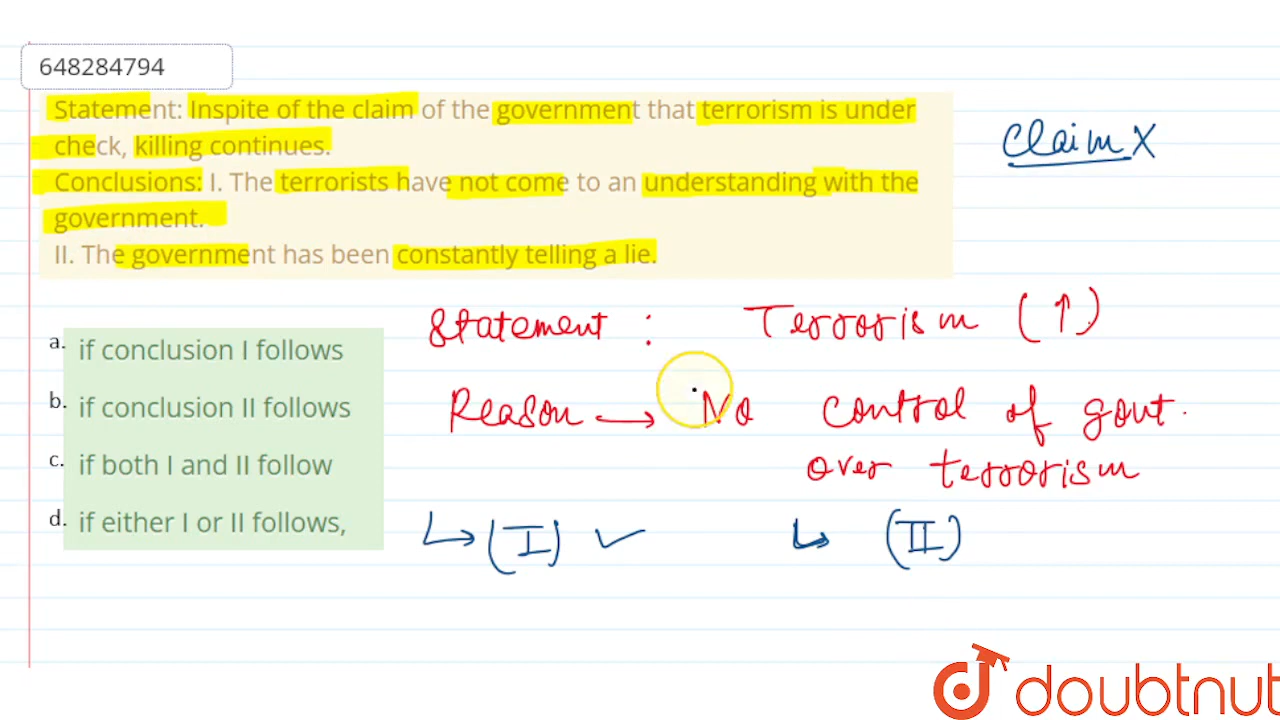 648284794
Statement: Inspite of the claim of the government that terrorism is under
check, killing continues.
Conclusions: I. The terrorists have not come to an understanding with the
government.
II. The government has been constantly telling a lie.
Claim X
a. if conclusion I follows
b. if conclusion II follows
c. if both I and II follow
d. if either I or II follows,
Statement : Terrorism (↑)
Reason → No control of govt.
over terrorism
↳ (I) ✓ ↳ (II)
doubtnut